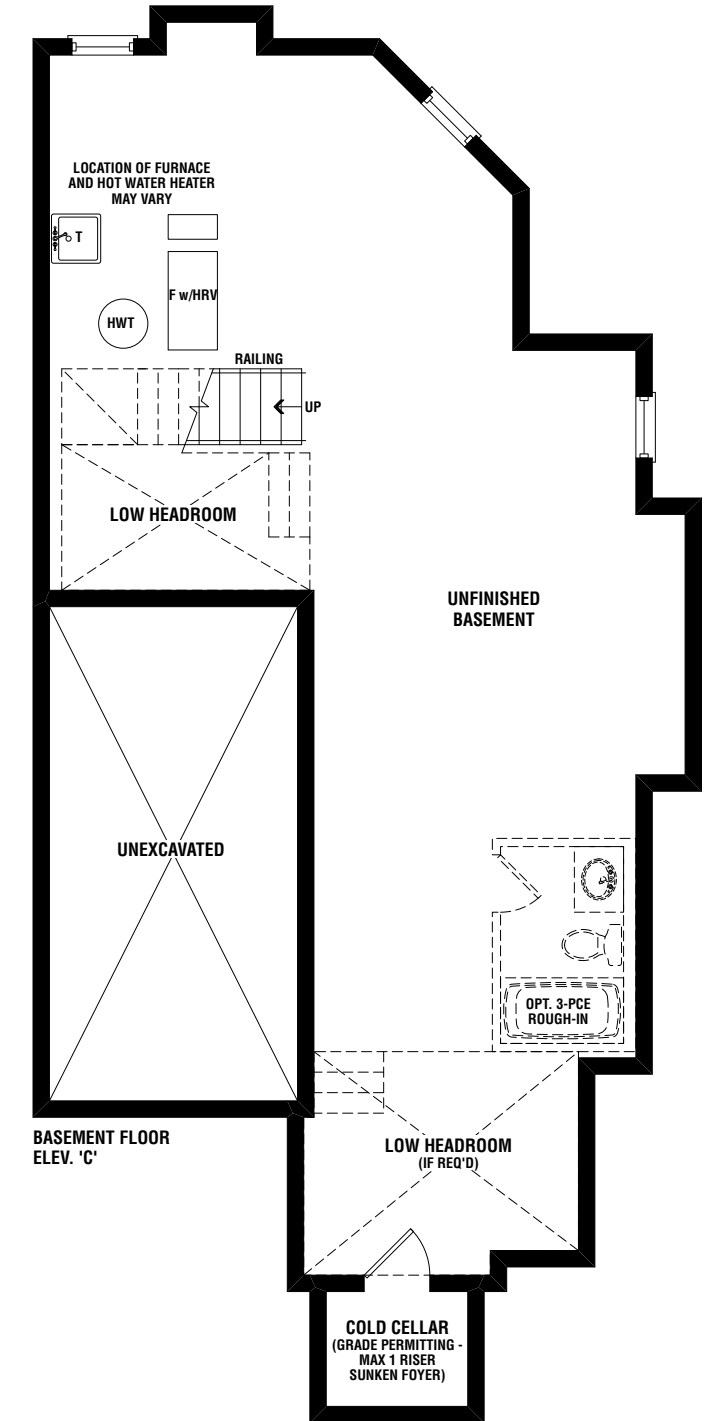 LOCATION OF FURNACE
AND HOT WATER HEATER
MAY VARY
T
F w/HRV
HWT
RAILING
UP
LOW HEADROOM
UNFINISHED
BASEMENT
UNEXCAVATED
OPT. 3-PCE
ROUGH-IN
BASEMENT FLOOR
ELEV. 'C'
LOW HEADROOM
(IF REQ'D)
COLD CELLAR
(GRADE PERMITTING -
MAX 1 RISER
SUNKEN FOYER)